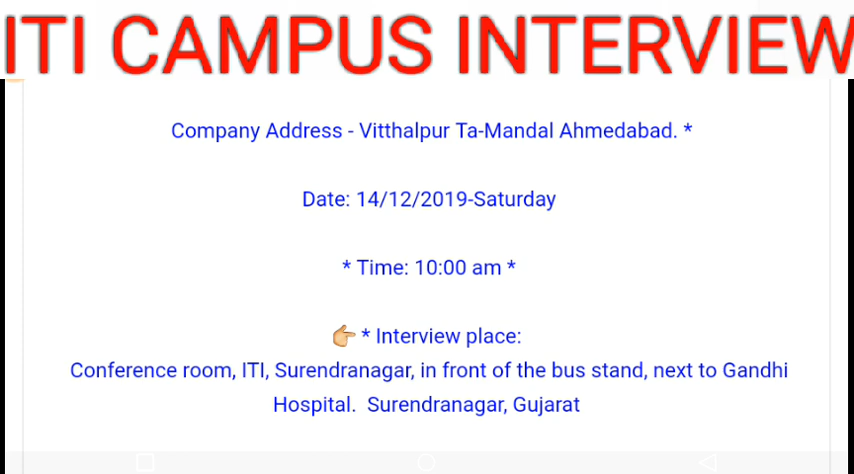 ITI CAMPUS INTERVIEW
Company Address - Vitthalpur Ta-Mandal Ahmedabad. *
Date: 14/12/2019-Saturday
* Time: 10:00 am *
👉 * Interview place:
Conference room, ITI, Surendranagar, in front of the bus stand, next to Gandhi
Hospital. Surendranagar, Gujarat